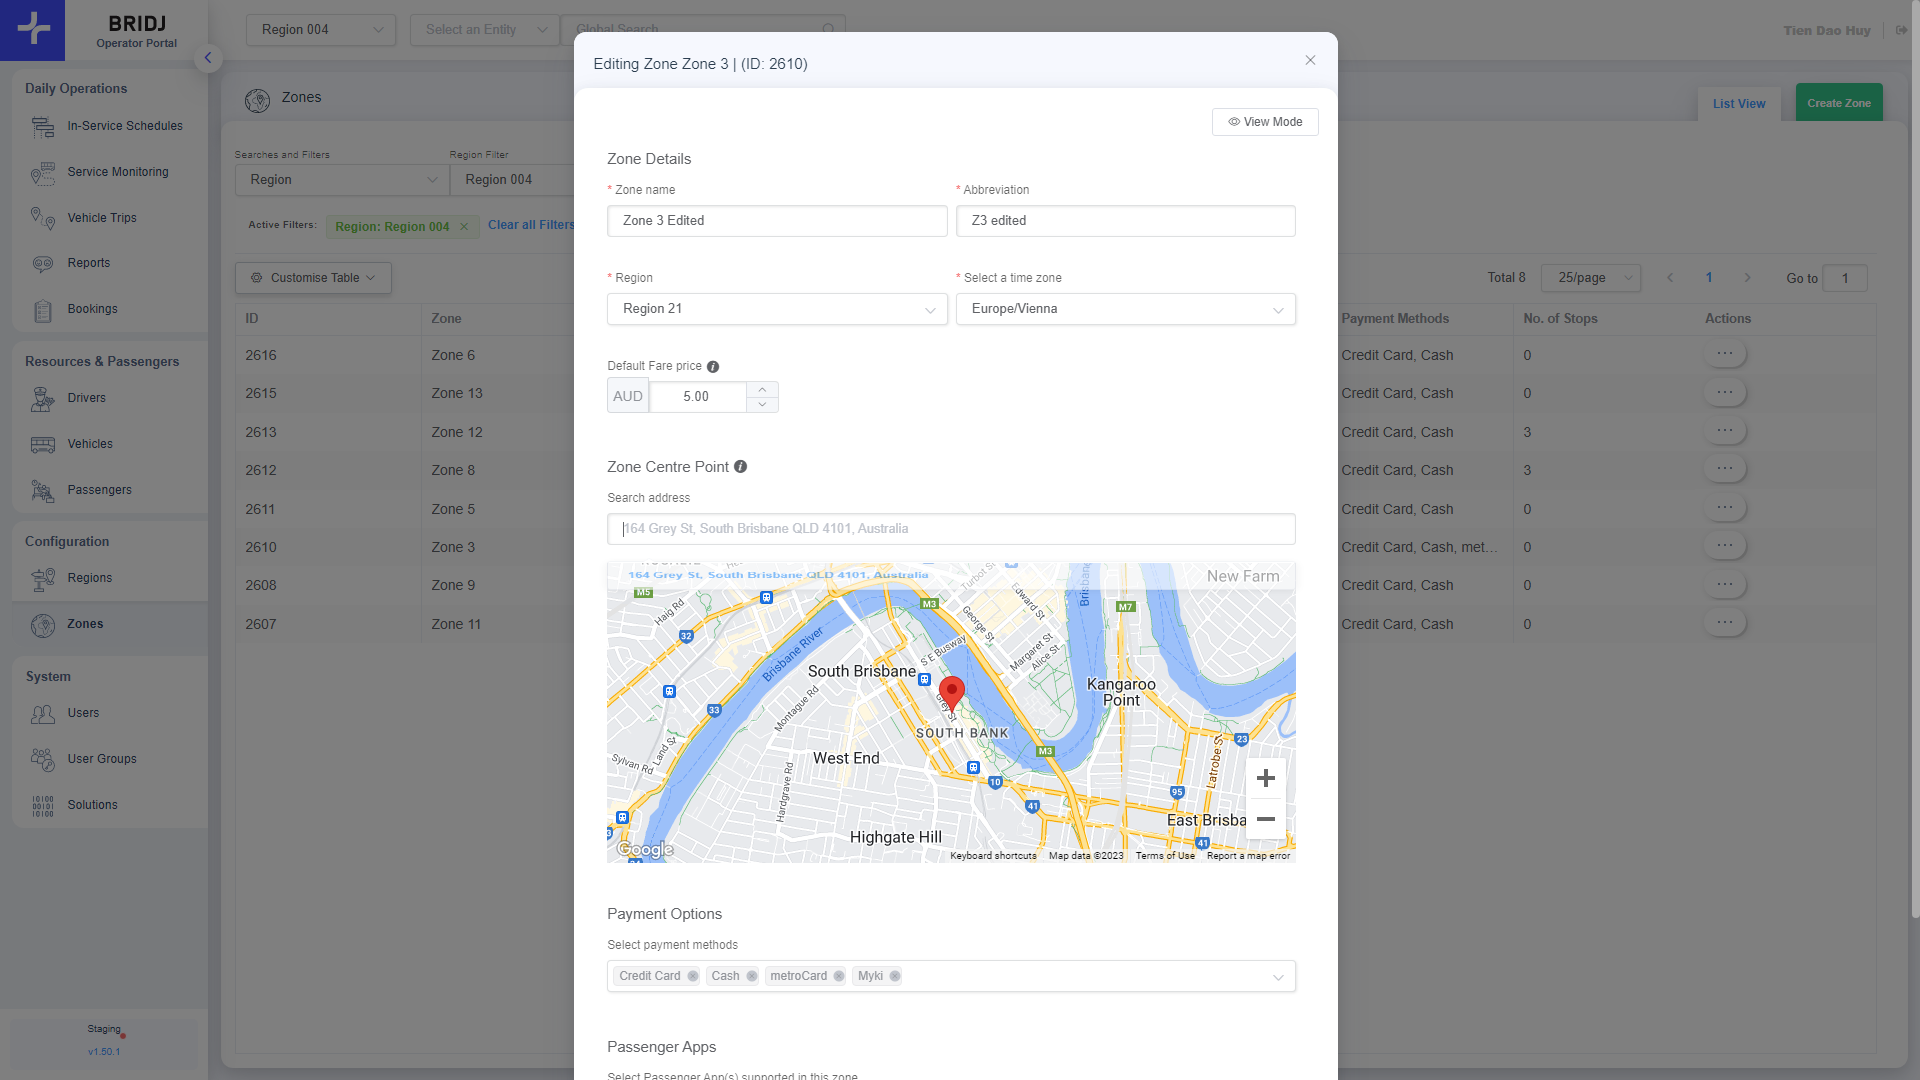 BRIDJ
Operator Portal
Region 004
Select an Entity
Global Search
Tien Dao Huy
Daily Operations
In-Service Schedules
Service Monitoring
Vehicle Trips
Reports
Bookings
Resources & Passengers
Drivers
Vehicles
Passengers
Configuration
Regions
Zones
System
Users
User Groups
Solutions
Staging
v1.50.1
Zones
List View
Create Zone
Searches and Filters
Region Filter
Region
Region 004
Active Filters:
Region: Region 004
Clear all Filters
Customise Table
Total 8
25/page
1
Go to
1
ID
Zone
Payment Methods
No. of Stops
Actions
2616
Zone 6
Credit Card, Cash
0
2615
Zone 13
Credit Card, Cash
0
2613
Zone 12
Credit Card, Cash
3
2612
Zone 8
Credit Card, Cash
3
2611
Zone 5
Credit Card, Cash
0
2610
Zone 3
Credit Card, Cash, met...
0
2608
Zone 9
Credit Card, Cash
0
2607
Zone 11
Credit Card, Cash
0
Editing Zone Zone 3 | (ID: 2610)
View Mode
Zone Details
* Zone name
* Abbreviation
Zone 3 Edited
Z3 edited
* Region
* Select a time zone
Region 21
Europe/Vienna
Default Fare price
AUD
5.00
Zone Centre Point
Search address
164 Grey St, South Brisbane QLD 4101, Australia
164 Grey St, South Brisbane QLD 4101, Australia
Turbot St
New Farm
M5
M3
M7
Haig Rd
32
George St
Edward St
Brisbane
Brisbane River
S E Busway
Margaret St
Alice St
South Brisbane
Kangaroo
Point
Grey St
33
Montague Rd
SOUTH BANK
M3
23
Land St
Sylvan Rd
West End
Latrobe St
10
95
Hardgrave Rd
41
East Brisba
Highgate Hill
41
Google
Keyboard shortcuts
Map data ©2023
Terms of Use
Report a map error
Payment Options
Select payment methods
Credit Card
Cash
metroCard
Myki
Passenger Apps
Select Passenger App(s) supported in this zone